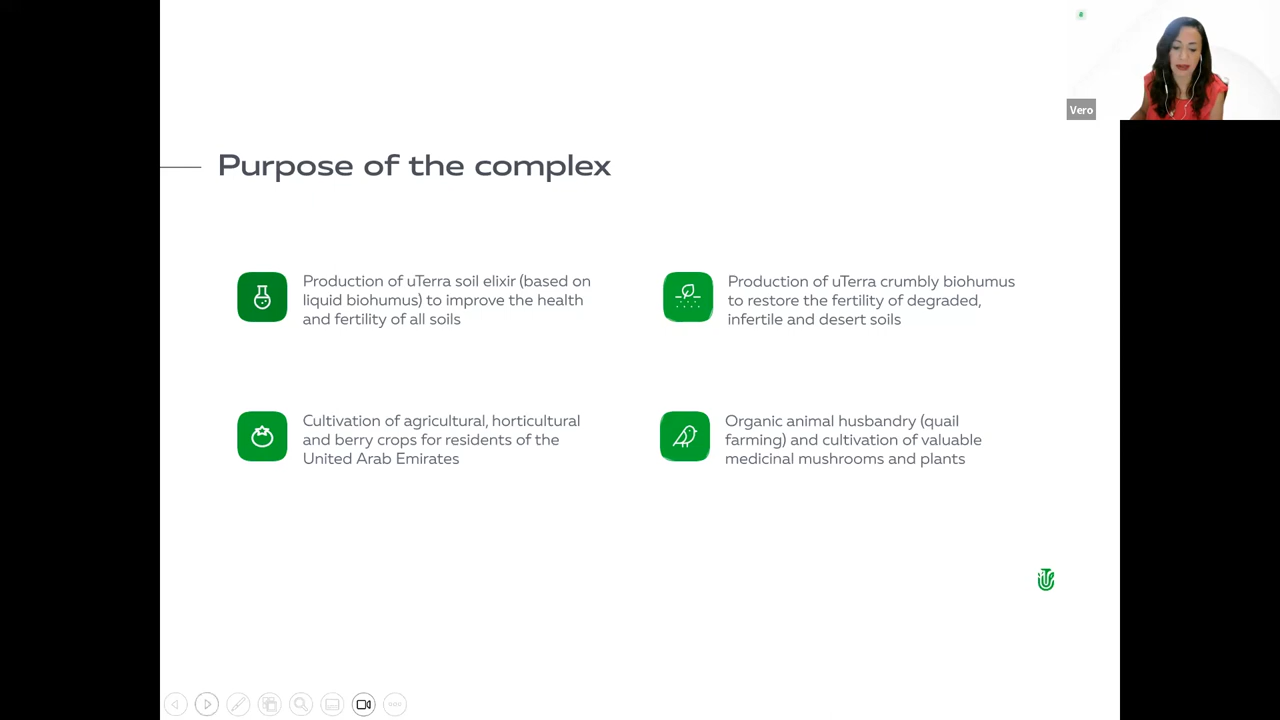 Vero
Purpose of the complex
Production of uTerra soil elixir (based on
liquid biohumus) to improve the health
and fertility of all soils
Production of uTerra crumbly biohumus
to restore the fertility of degraded,
infertile and desert soils
Cultivation of agricultural, horticultural
and berry crops for residents of the
United Arab Emirates
Organic animal husbandry (quail
farming) and cultivation of valuable
medicinal mushrooms and plants